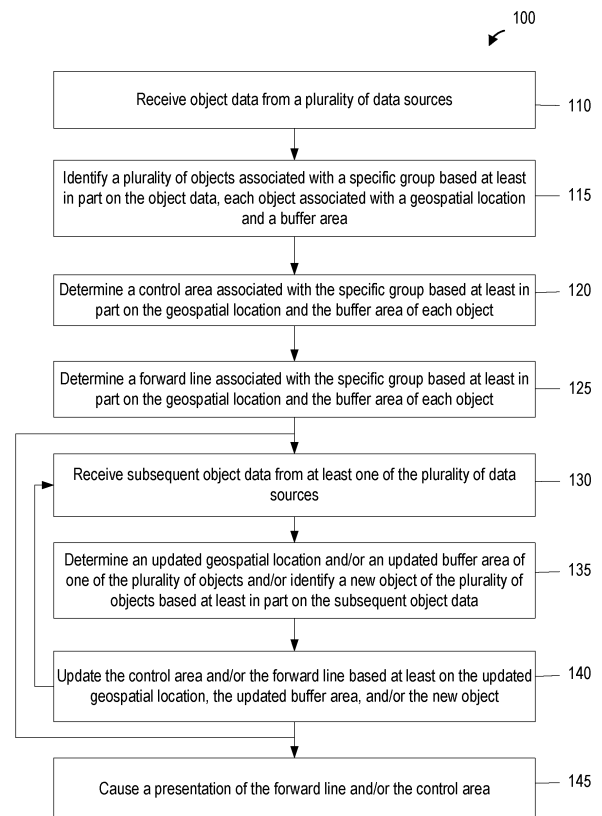 100
Receive object data from a plurality of data sources
110
Identify a plurality of objects associated with a specific group based at least
in part on the object data, each object associated with a geospatial location
and a buffer area
115
Determine a control area associated with the specific group based at least in
part on the geospatial location and the buffer area of each object
120
Determine a forward line associated with the specific group based at least in
part on the geospatial location and the buffer area of each object
125
Receive subsequent object data from at least one of the plurality of data
sources
130
Determine an updated geospatial location and/or an updated buffer area of
one of the plurality of objects and/or identify a new object of the plurality of
objects based at least in part on the subsequent object data
135
Update the control area and/or the forward line based at least on the updated
geospatial location, the updated buffer area, and/or the new object
140
Cause a presentation of the forward line and/or the control area
145